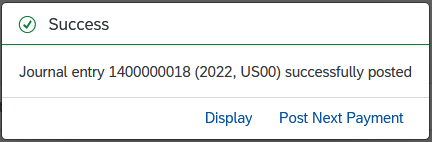 Success
Journal entry 1400000018 (2022, US00) successfully posted
Display Post Next Payment